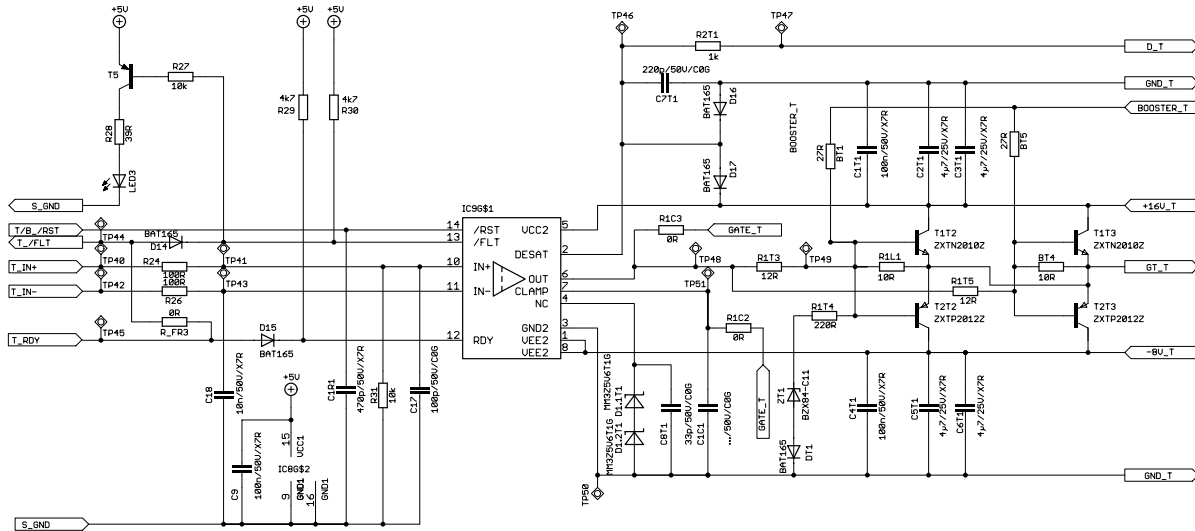 +5V
+5V
+5V
T5
R27
10k
R28
39R
LED3
4k7
R29
4k7
R30
S_GND
T/B_/RST
T_/FLT
T_IN+
T_IN-
T_RDY
TP44
TP40
TP42
TP45
BAT165
D14
R24
100R
100R
R26
0R
R_FR3
TP41
TP43
D15
BAT165
+5V
C18
10n/50V/X7R
C9
100n/50V/X7R
15
VCC1
IC8G$2
9
GND1
16
GND1
C1R1
470p/50V/X7R
R31
10k
C17
100p/50V/C0G
S_GND
IC9G$1
14
/RST
13
/FLT
10
IN+
11
IN-
12
RDY
VCC2
5
DESAT
2
OUT
6
CLAMP
7
NC
4
GND2
3
VEE2
1
VEE2
8
TP46
R2T1
1k
TP47
220p/50V/C0G
C7T1
BAT165
D16
BAT165
D17
BOOSTER_T
27R
BT1
C1T1
100n/50V/X7R
C2T1
4µ7/25V/X7R
C3T1
4µ7/25V/X7R
27R
BT5
D_T
GND_T
BOOSTER_T
+16V_T
GT_T
-8V_T
GND_T
R1C3
0R
GATE_T
TP48
TP51
R1T3
12R
TP49
R1L1
10R
T1T2
ZXTN2010Z
T1T3
ZXTN2010Z
BT4
10R
R1T5
12R
R1T4
220R
T2T2
ZXTP2012Z
T2T3
ZXTP2012Z
R1C2
0R
GATE_T
MM3Z5V6T1G
D1.1T1
MM3Z5V6T1G
D1.2T1
C8T1
33p/50V/C0G
C1C1
.../50V/C0G
ZT1
BZX84-C11
BAT165
DT1
C4T1
100n/50V/X7R
C5T1
4µ7/25V/X7R
C6T1
4µ7/25V/X7R
TP50